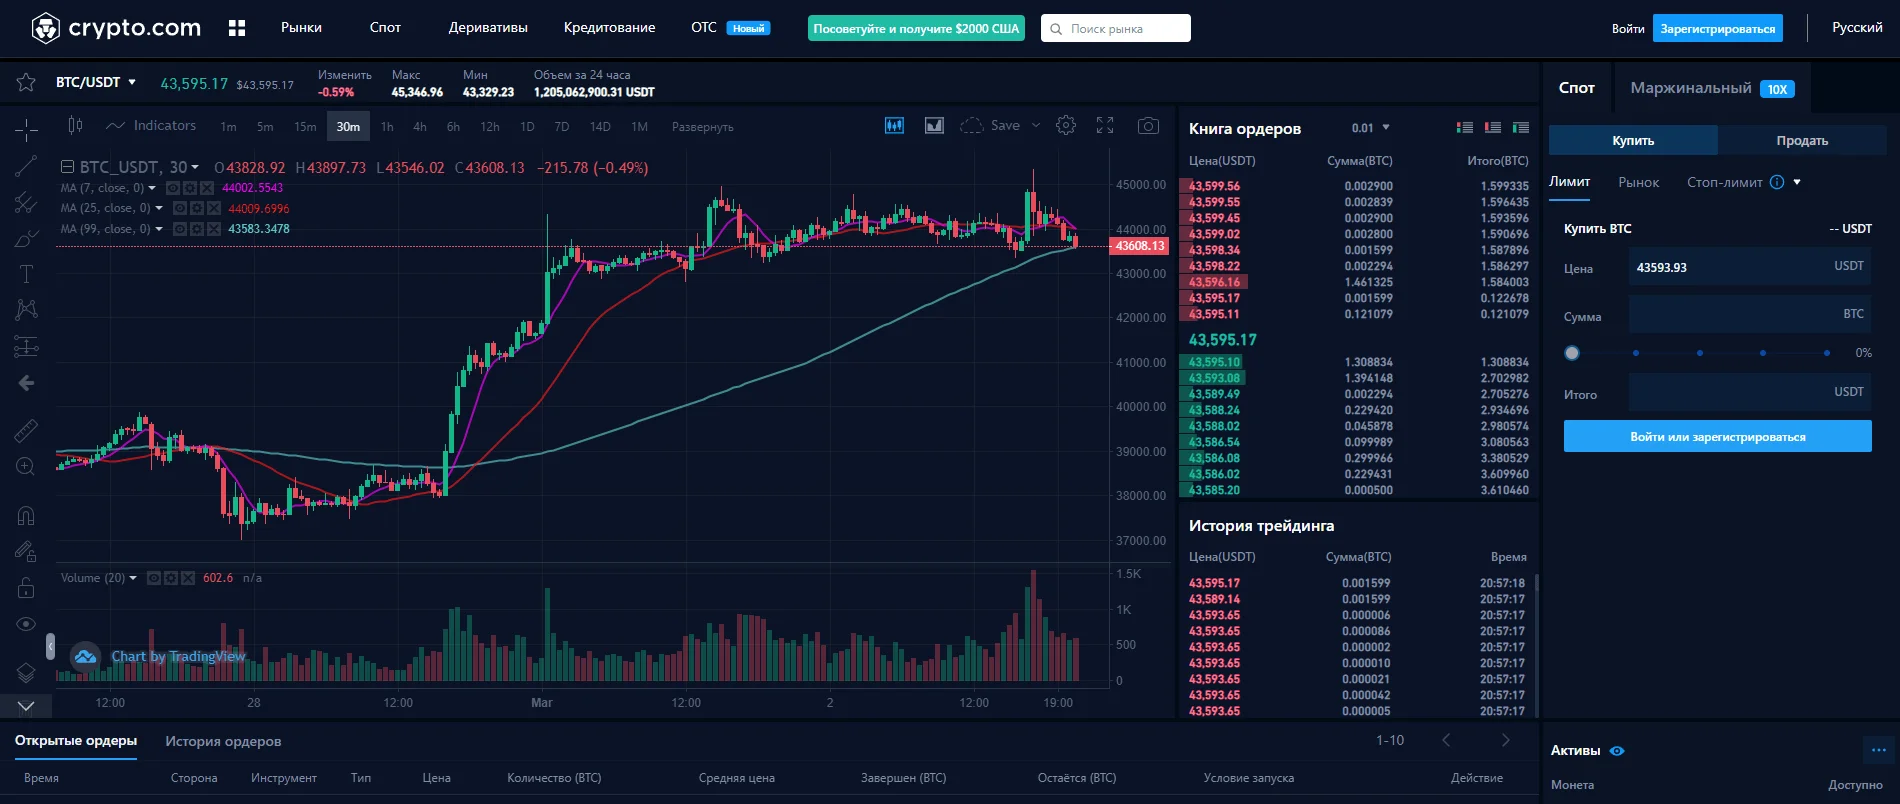 crypto.com
Рынки Спот Деривативы Кредитование OTC Новый
Посоветуйте и получите $2000 США
Поиск рынка
Войти Зарегистрироваться Русский
BTC/USDT 43,595.17 $43,595.17
Изменить Макс Мин Объем за 24 часа
-0.59% 45,346.96 43,329.23 1,205,062,900.31 USDT
Indicators 1m 5m 15m 30m 1h 4h 6h 12h 1D 7D 14D 1M Развернуть Save
BTC_USDT, 30 O43828.92 H43897.73 L43546.02 C43608.13 −215.78 (−0.49%)
MA (7, close, 0) 44002.5543
MA (25, close, 0) 44009.6996
MA (99, close, 0) 43583.3478
45000.00
44000.00
43608.13
43000.00
42000.00
41000.00
40000.00
39000.00
38000.00
37000.00
Volume (20) 602.6 n/a
1.5K
1K
500
0
Chart by TradingView
12:00 28 12:00 Mar 12:00 2 12:00 19:00
Книга ордеров 0.01
Цена(USDT) Сумма(BTC) Итого(BTC)
43,599.56 0.002900 1.599335
43,599.55 0.002839 1.596435
43,599.45 0.002900 1.593596
43,599.02 0.002800 1.590696
43,598.34 0.001599 1.587896
43,598.22 0.002294 1.586297
43,596.16 1.461325 1.584003
43,595.17 0.001599 0.122678
43,595.11 0.121079 0.121079
43,595.17
43,595.10 1.308834 1.308834
43,593.08 1.394148 2.702982
43,589.49 0.002294 2.705276
43,588.24 0.229420 2.934696
43,588.02 0.045878 2.980574
43,586.54 0.099989 3.080563
43,586.08 0.299966 3.380529
43,586.02 0.229431 3.609960
43,585.20 0.000500 3.610460
История трейдинга
Цена(USDT) Сумма(BTC) Время
43,595.17 0.001599 20:57:18
43,589.14 0.001599 20:57:17
43,593.65 0.000006 20:57:17
43,593.65 0.000086 20:57:17
43,593.65 0.000002 20:57:17
43,593.65 0.000010 20:57:17
43,593.65 0.000021 20:57:17
43,593.65 0.000042 20:57:17
43,593.65 0.000005 20:57:17
Спот Маржинальный 10X
Купить Продать
Лимит Рынок Стоп-лимит
Купить BTC -- USDT
Цена 43593.93 USDT
Сумма BTC
0%
Итого USDT
Войти или зарегистрироваться
Открытые ордеры История ордеров 1-10
Время Сторона Инструмент Тип Цена Количество (BTC) Средняя цена Завершен (BTC) Остаётся (BTC) Условие запуска Действие
Активы
Монета Доступно